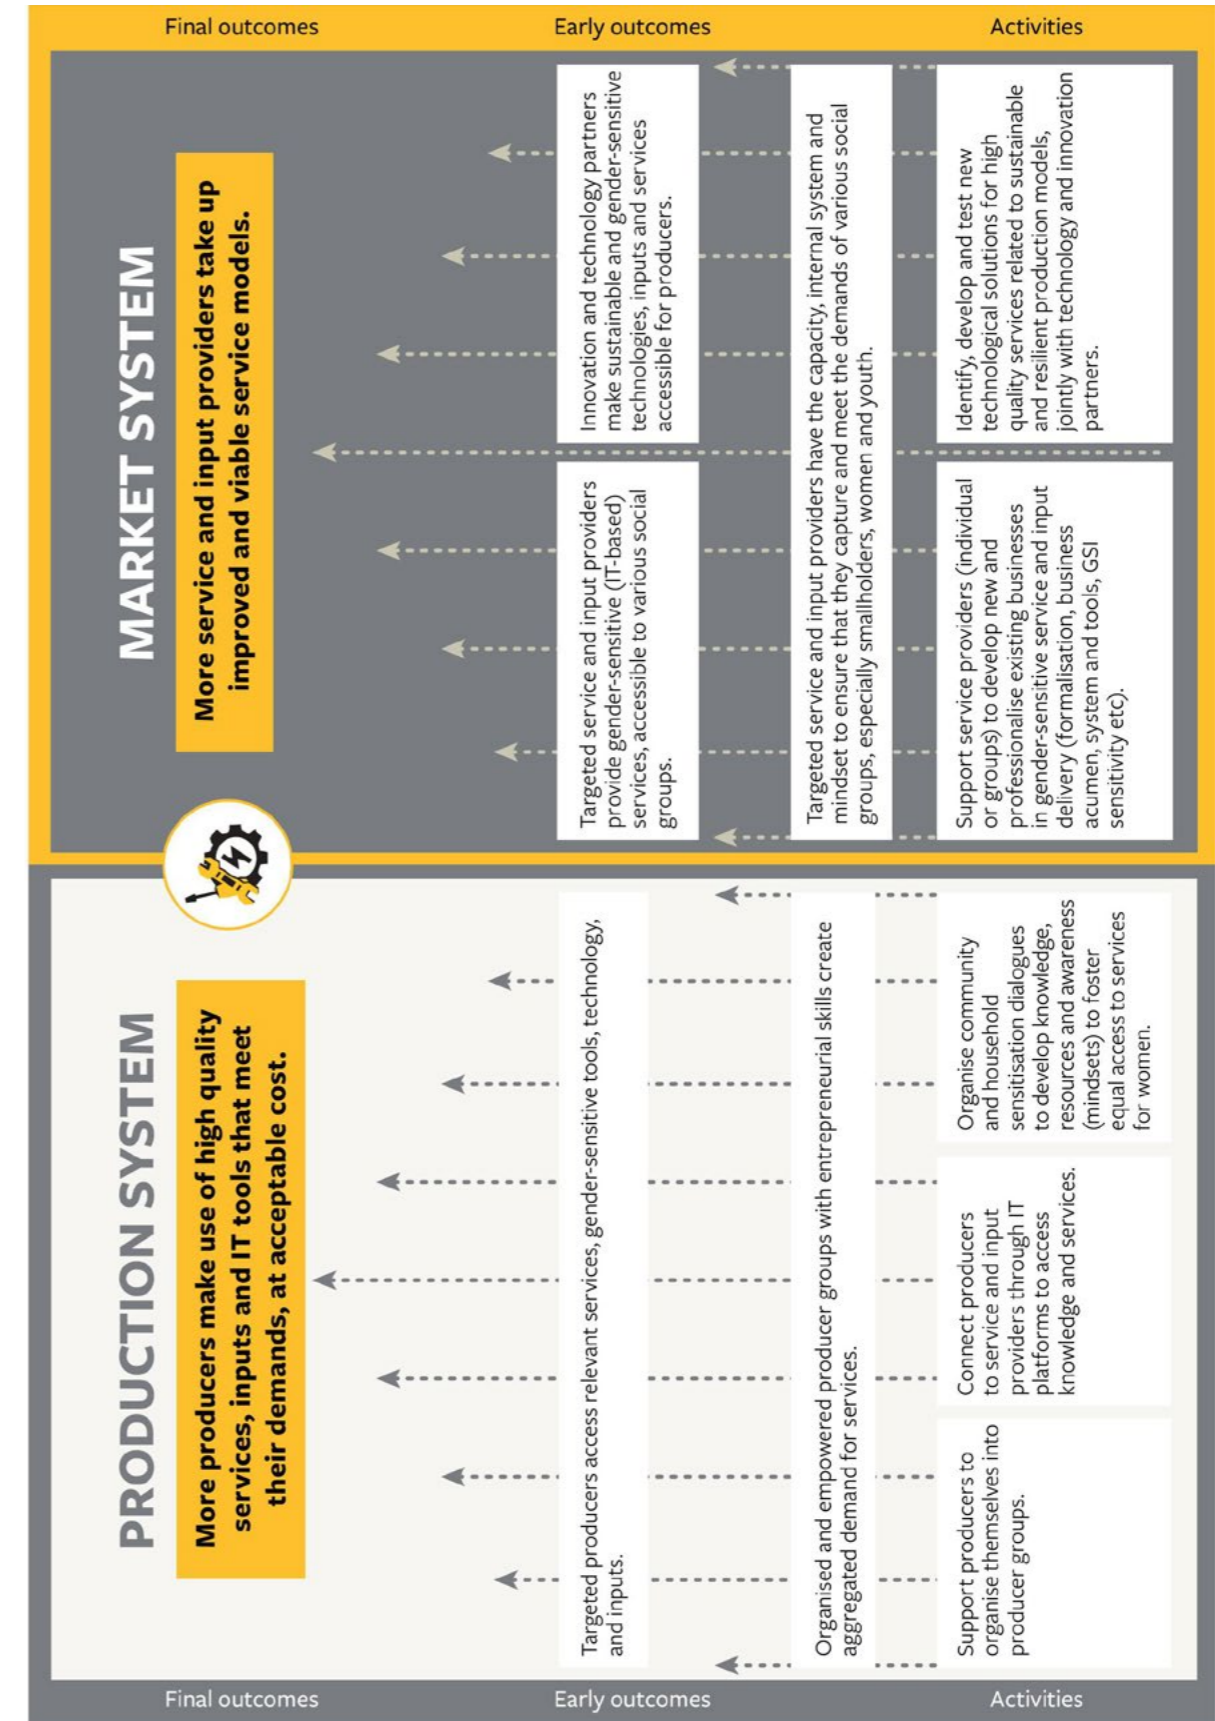 Final outcomes
Early outcomes
Activities
MARKET SYSTEM
More service and input providers take up
improved and viable service models.
Targeted service and input providers
provide gender-sensitive (IT-based)
services, accessible to various social
groups.
Innovation and technology partners
make sustainable and gender-sensitive
technologies, inputs and services
accessible for producers.
Targeted service and input providers have the capacity, internal system and
mindset to ensure that they capture and meet the demands of various social
groups, especially smallholders, women and youth.
Support service providers (individual
or groups) to develop new and
professionalise existing businesses
in gender-sensitive service and input
delivery (formalisation, business
acumen, system and tools, GSI
sensitivity etc).
Identify, develop and test new
technological solutions for high
quality services related to sustainable
and resilient production models,
jointly with technology and innovation
partners.
PRODUCTION SYSTEM
More producers make use of high quality
services, inputs and IT tools that meet
their demands, at acceptable cost.
Targeted producers access relevant services, gender-sensitive tools, technology,
and inputs.
Organised and empowered producer groups with entrepreneurial skills create
aggregated demand for services.
Support producers to
organise themselves into
producer groups.
Connect producers
to service and input
providers through IT
platforms to access
knowledge and services.
Organise community
and household
sensitisation dialogues
to develop knowledge,
resources and awareness
(mindsets) to foster
equal access to services
for women.
Final outcomes
Early outcomes
Activities